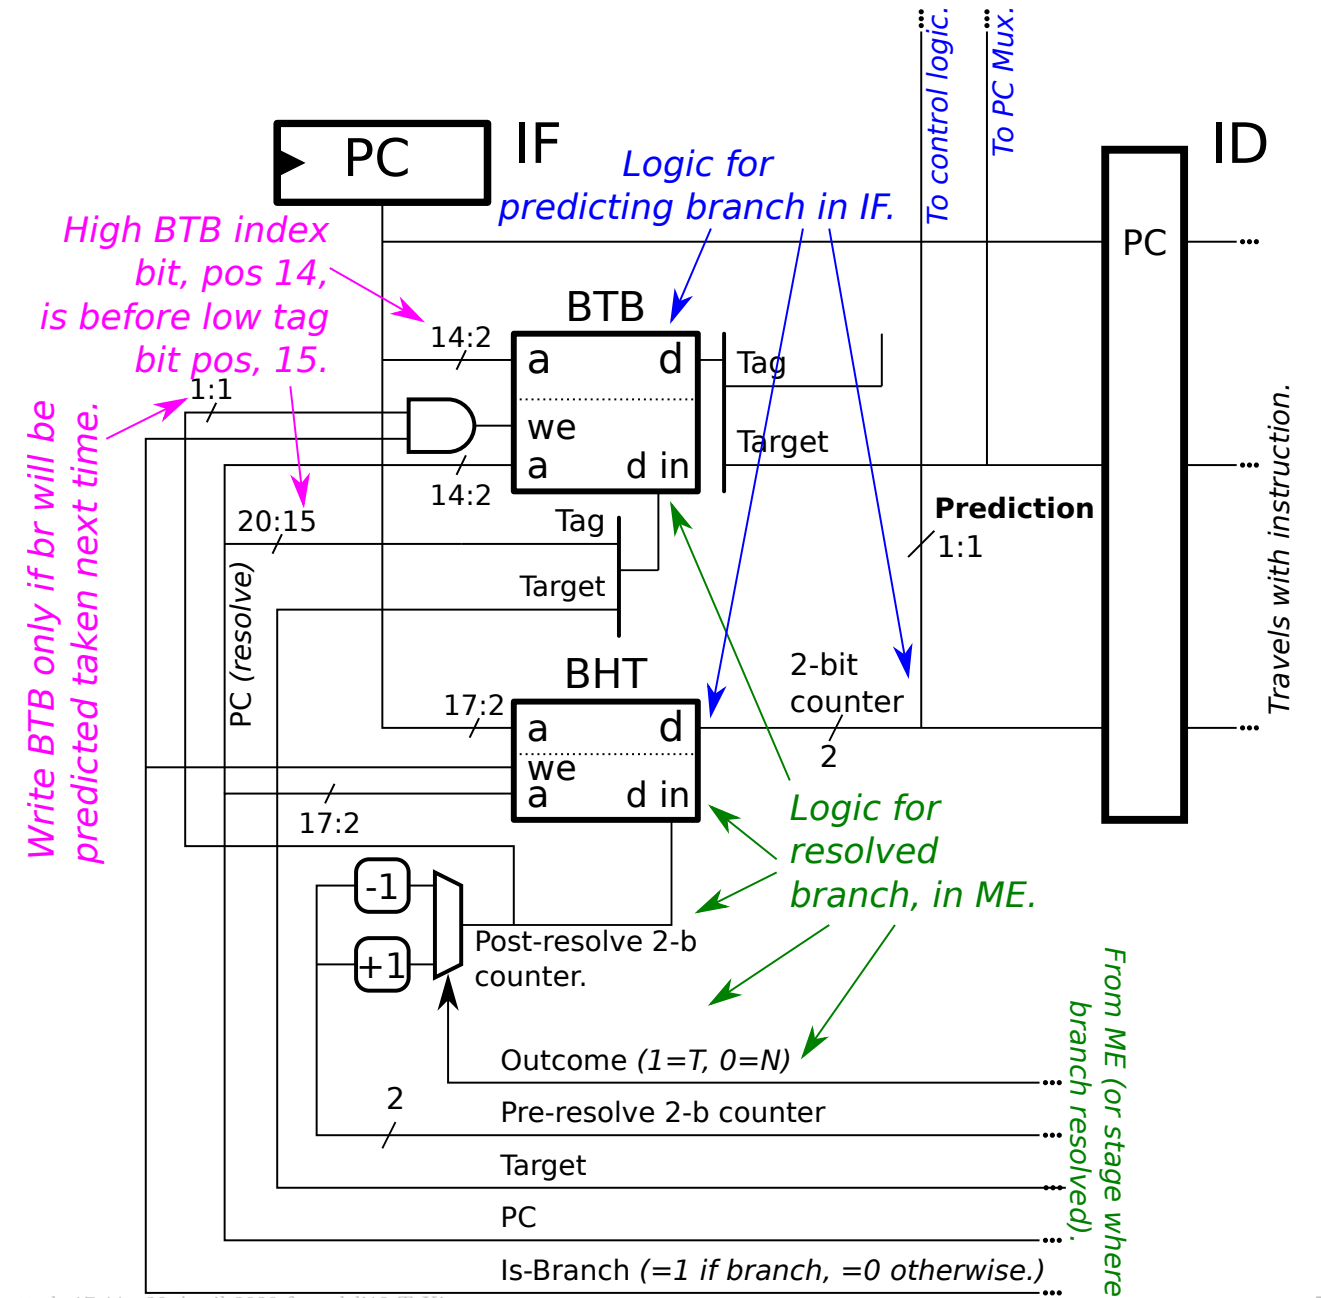 To control logic.
To PC Mux.
PC
IF
ID
Logic for
predicting branch in IF.
High BTB index
bit, pos 14,
is before low tag
bit pos, 15.
PC
BTB
14:2
a
d
Tag
1:1
we
Target
a
d in
14:2
Write BTB only if br will be
predicted taken next time.
20:15
Tag
Prediction
1:1
Target
PC (resolve)
Travels with instruction.
BHT
2-bit
counter
17:2
a
d
2
we
a
d in
17:2
Logic for
resolved
branch, in ME.
-1
+1
Post-resolve 2-b
counter.
From ME (or stage where
branch resolved).
Outcome (1=T, 0=N)
2
Pre-resolve 2-b counter
Target
PC
Is-Branch (=1 if branch, =0 otherwise.)